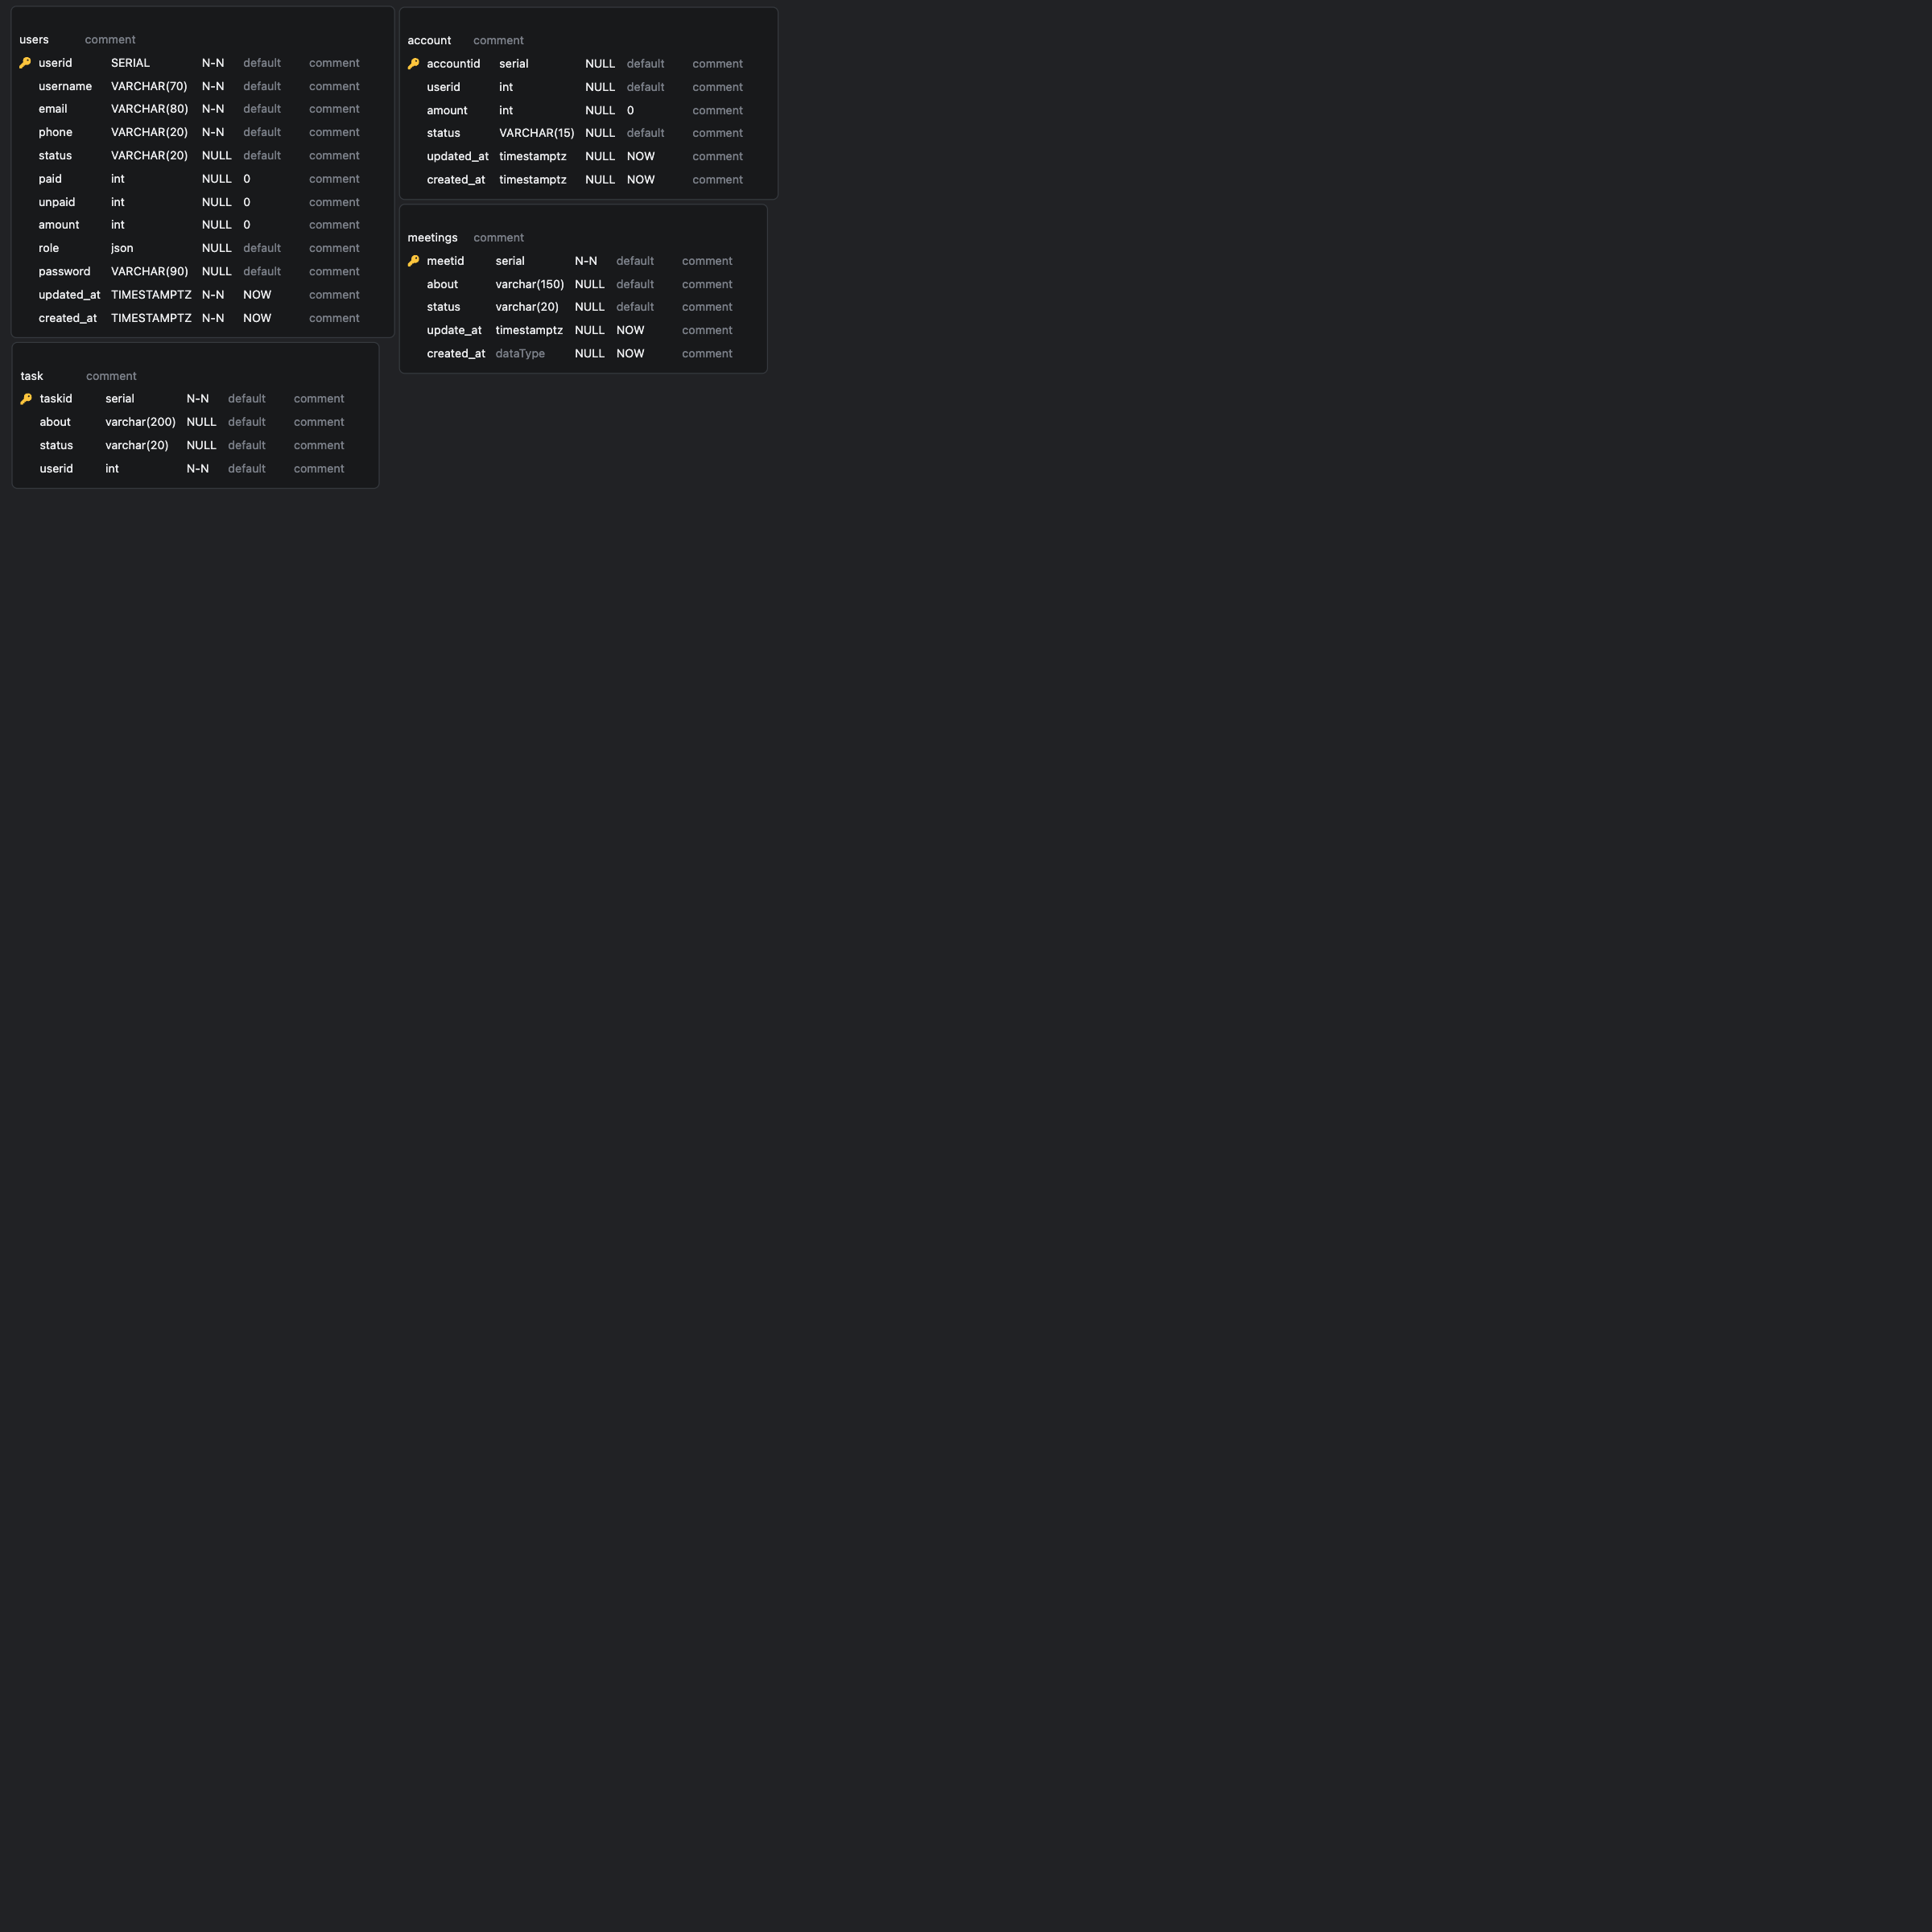 users comment
userid SERIAL N-N default comment
username VARCHAR(70) N-N default comment
email VARCHAR(80) N-N default comment
phone VARCHAR(20) N-N default comment
status VARCHAR(20) NULL default comment
paid int NULL 0 comment
unpaid int NULL 0 comment
amount int NULL 0 comment
role json NULL default comment
password VARCHAR(90) NULL default comment
updated_at TIMESTAMPTZ N-N NOW comment
created_at TIMESTAMPTZ N-N NOW comment
account comment
accountid serial NULL default comment
userid int NULL default comment
amount int NULL 0 comment
status VARCHAR(15) NULL default comment
updated_at timestamptz NULL NOW comment
created_at timestamptz NULL NOW comment
meetings comment
meetid serial N-N default comment
about varchar(150) NULL default comment
status varchar(20) NULL default comment
update_at timestamptz NULL NOW comment
created_at dataType NULL NOW comment
task comment
taskid serial N-N default comment
about varchar(200) NULL default comment
status varchar(20) NULL default comment
userid int N-N default comment